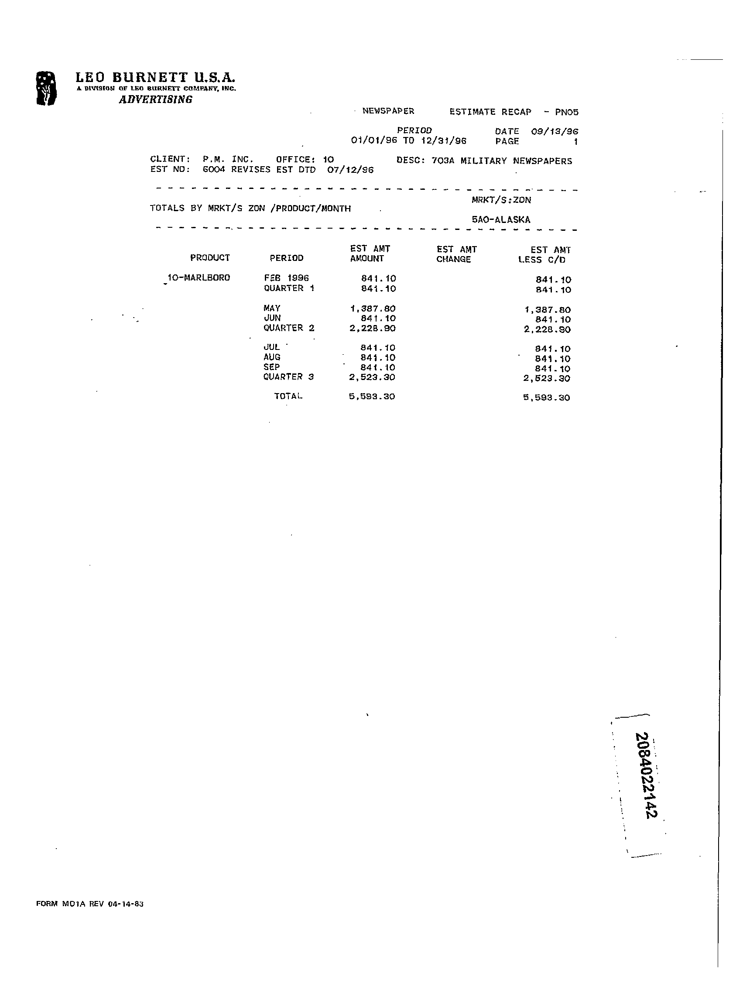 LEO BURNETT U.S.A.
A DIVISION OF LEO BURNETT COMPANY, INC.
ADVERTISING
NEWSPAPER ESTIMATE RECAP - PN05
PERIOD DATE 09/13/96
01/01/96 TO 12/31/96 PAGE 1
CLIENT: P.M. INC. OFFICE: 10 DESC: 703A MILITARY NEWSPAPERS
EST NO: 6004 REVISES EST DTD 07/12/96
MRKT/S:ZON
TOTALS BY MRKT/S ZON /PRODUCT/MONTH
5A0-ALASKA
EST AMT EST AMT EST AMT
PRODUCT PERIOD AMOUNT CHANGE LESS C/D
10-MARLBORO FEB 1996 841.10 841.10
QUARTER 1 841.10 841.10
MAY 1,387.80 1,387.80
JUN 841.10 841.10
QUARTER 2 2,228.90 2,228.90
JUL 841.10 841.10
AUG 841.10 841.10
SEP 841.10 841.10
QUARTER 3 2,523.30 2,523.30
TOTAL 5,593.30 5,593.30
2084022142
FORM MD1A REV 04-14-83